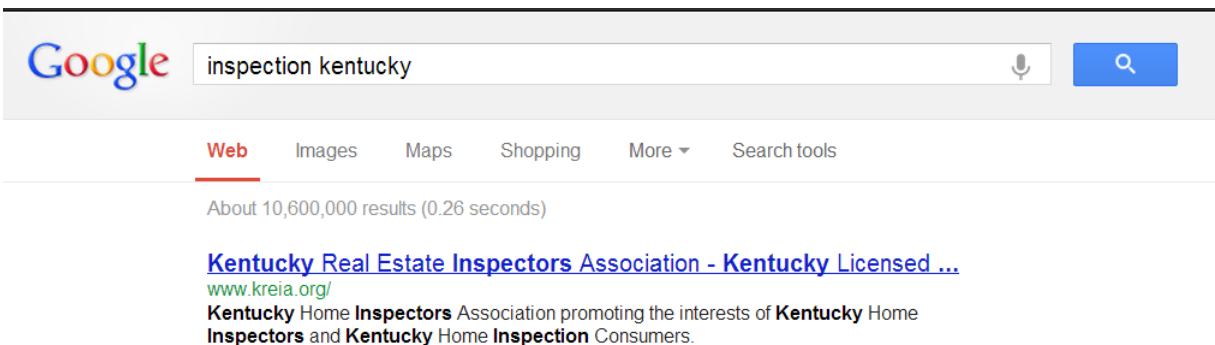 Google inspection kentucky
Web Images Maps Shopping More Search tools
About 10,600,000 results (0.26 seconds)
Kentucky Real Estate Inspectors Association - Kentucky Licensed ...
www.kreia.org/
Kentucky Home Inspectors Association promoting the interests of Kentucky Home
Inspectors and Kentucky Home Inspection Consumers.